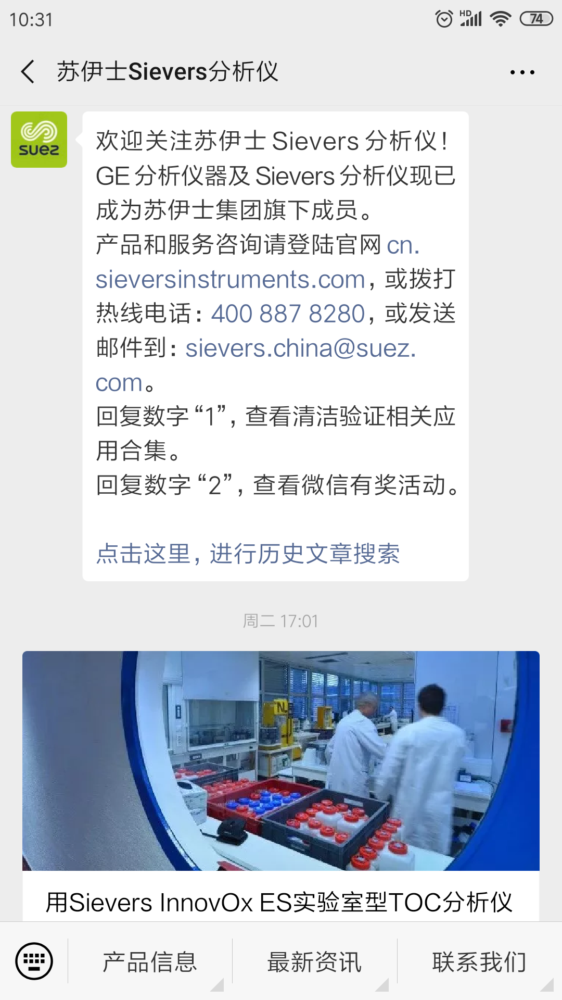 10:31
HD
74
苏伊士Sievers分析仪
suez
欢迎关注苏伊士 Sievers 分析仪！
GE 分析仪器及 Sievers 分析仪现已
成为苏伊士集团旗下成员。
产品和服务咨询请登陆官网 cn.
sieversinstruments.com，或拨打
热线电话：400 887 8280，或发送
邮件到：sievers.china@suez.
com。
回复数字“1”，查看清洁验证相关应
用合集。
回复数字“2”，查看微信有奖活动。
点击这里，进行历史文章搜索
周二 17:01
用Sievers InnovOx ES实验室型TOC分析仪
产品信息
最新资讯
联系我们